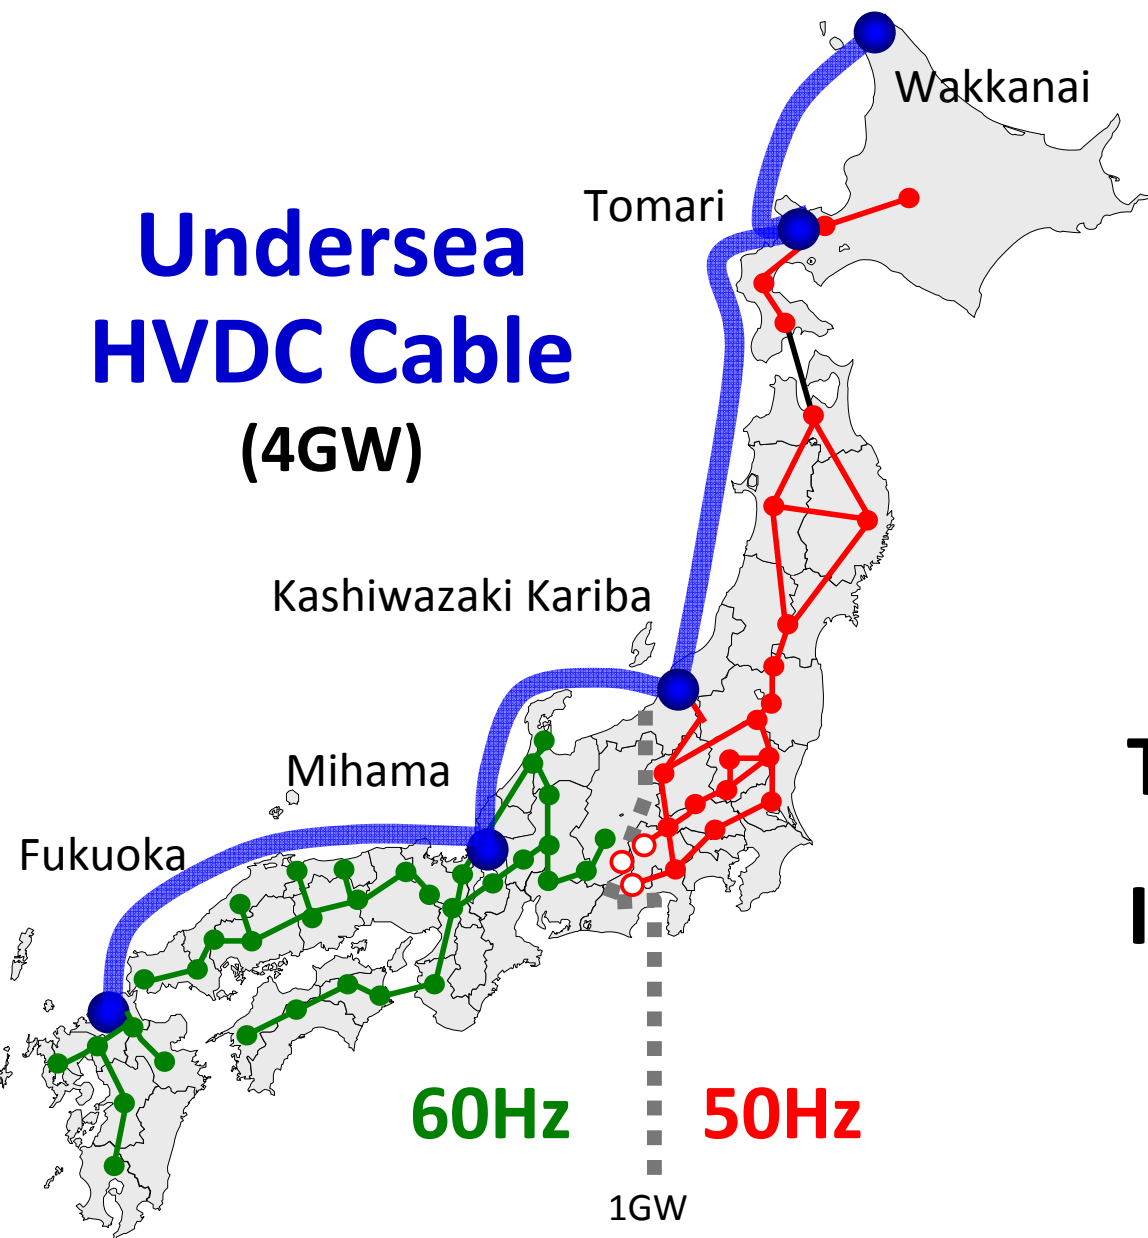 Wakkanai
Tomari
Undersea
HVDC Cable
(4GW)
Kashiwazaki Kariba
Mihama
T
Fukuoka
I
60Hz
50Hz
1GW